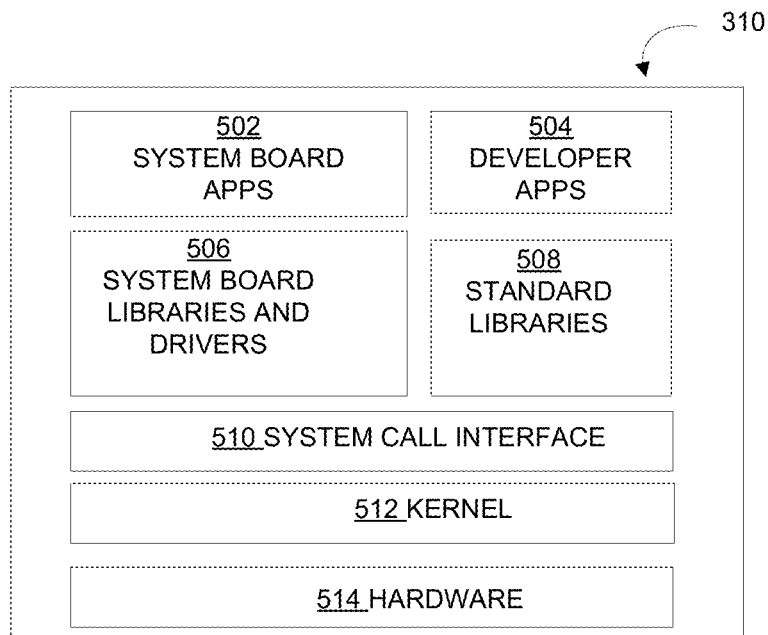 310
502
SYSTEM BOARD
APPS
504
DEVELOPER
APPS
506
SYSTEM BOARD
LIBRARIES AND
DRIVERS
508
STANDARD
LIBRARIES
510 SYSTEM CALL INTERFACE
512 KERNEL
514 HARDWARE